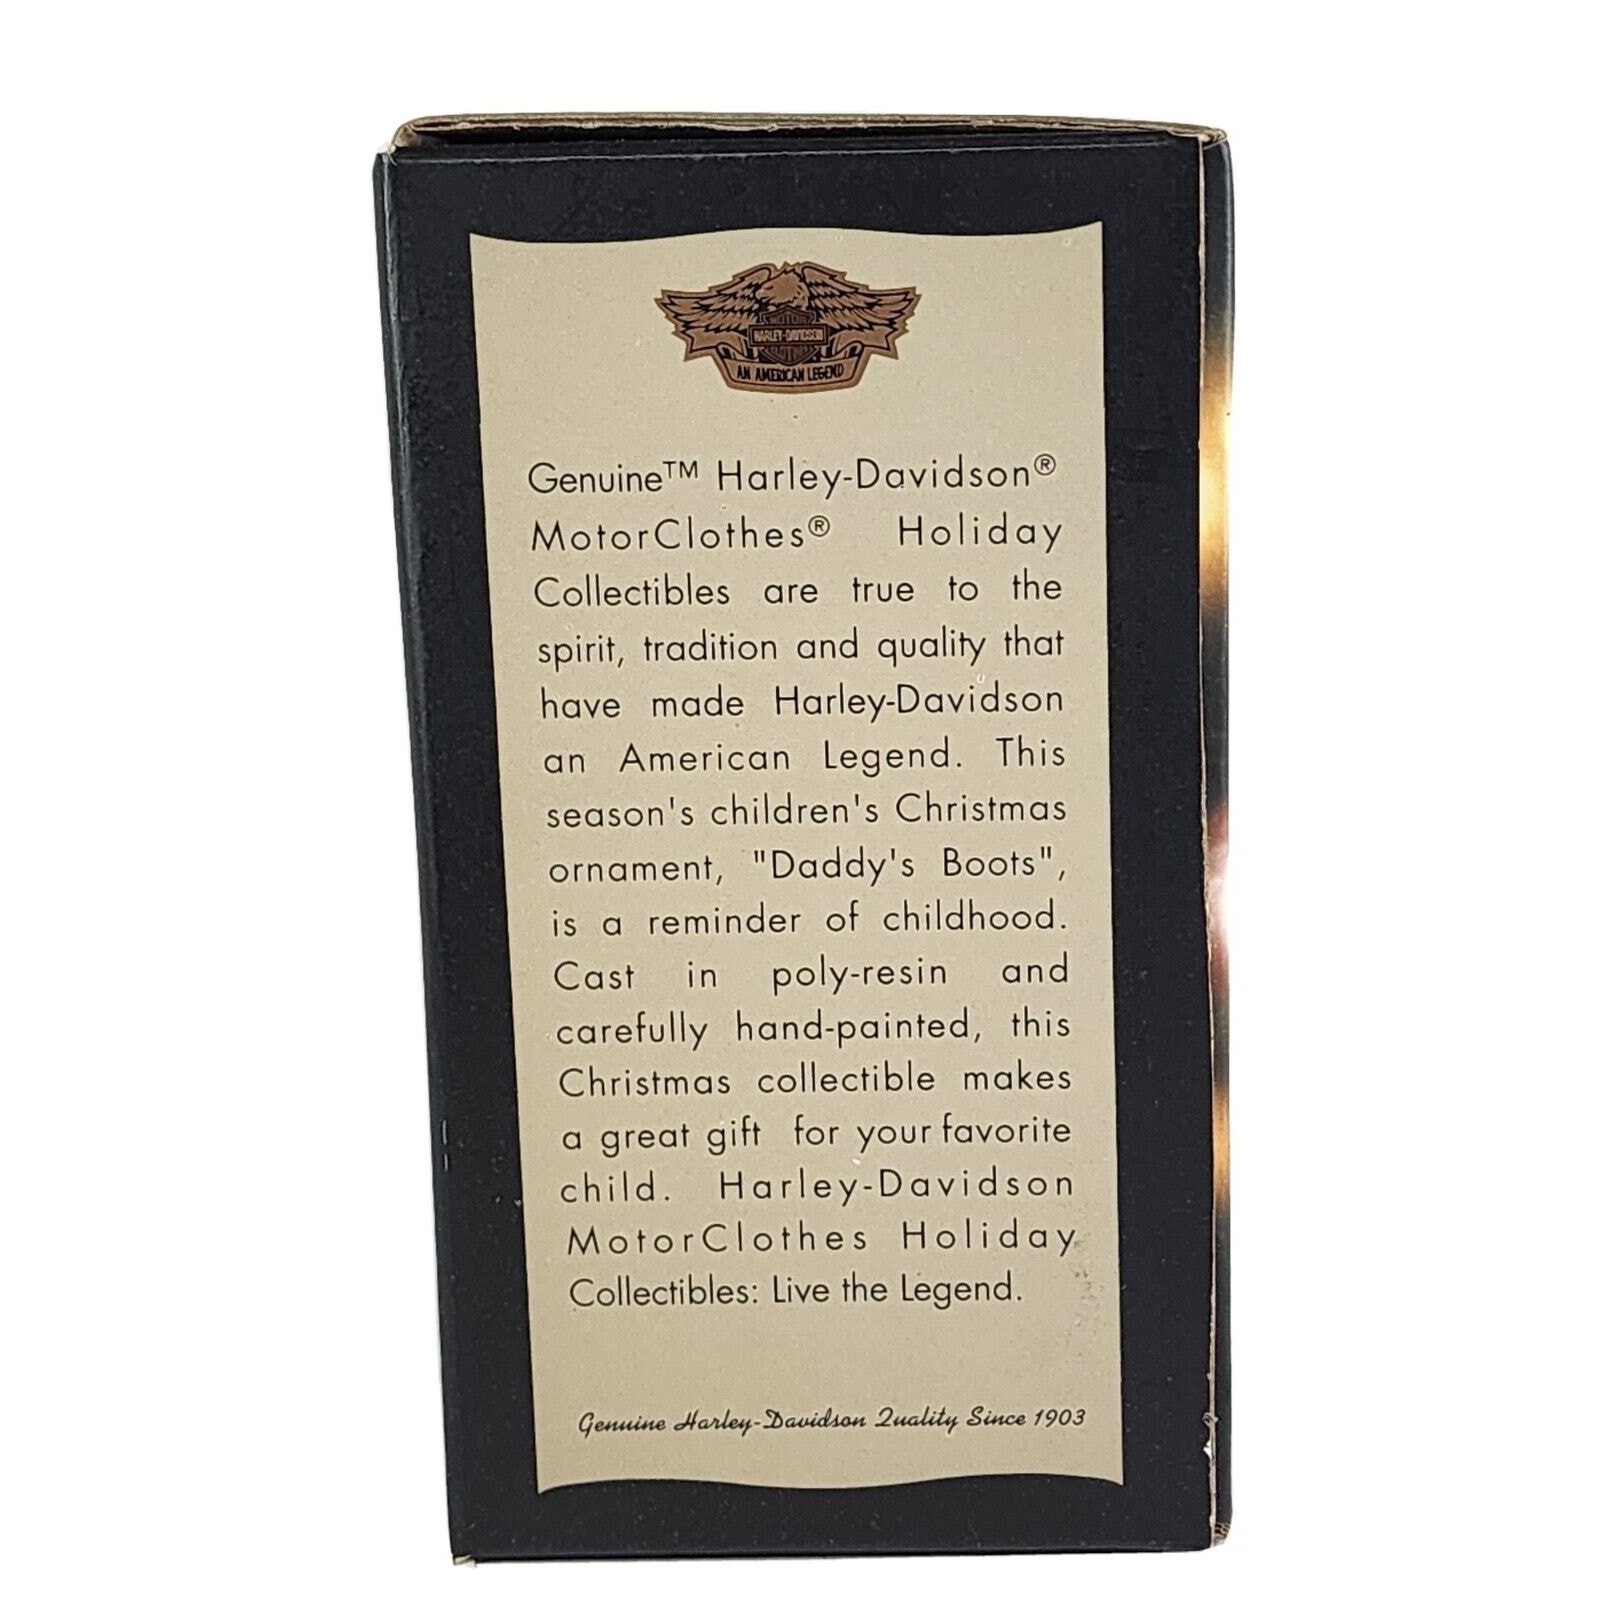 MOTOR
HARLEY-DAVIDSON
CYCLES
AN AMERICAN LEGEND
Genuine™ Harley-Davidson®
MotorClothes® Holiday
Collectibles are true to the
spirit, tradition and quality that
have made Harley-Davidson
an American Legend. This
season's children's Christmas
ornament, "Daddy's Boots",
is a reminder of childhood.
Cast in poly-resin and
carefully hand-painted, this
Christmas collectible makes
a great gift for your favorite
child. Harley-Davidson
MotorClothes Holiday
Collectibles: Live the Legend.
Genuine Harley-Davidson Quality Since 1903